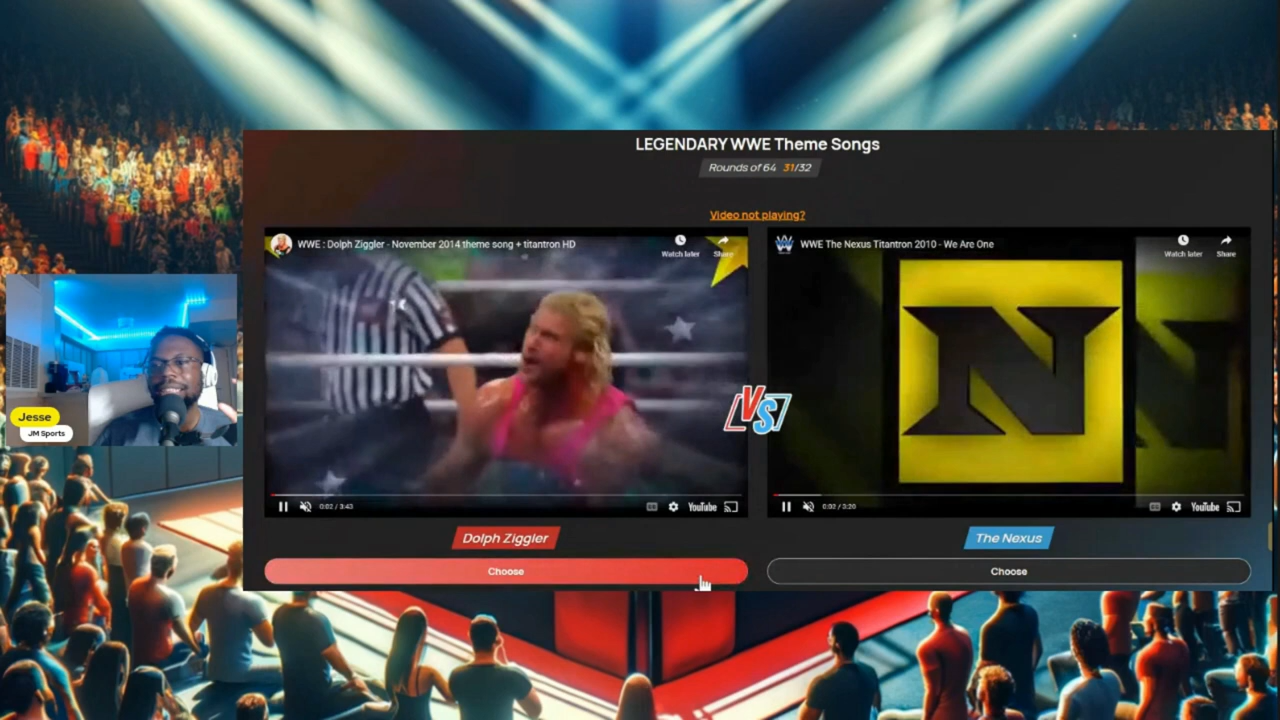 LEGENDARY WWE Theme Songs
Rounds of 64 31/32
Video not playing?
WWE : Dolph Ziggler - November 2014 theme song + titantron HD
Watch later
Share
WWE The Nexus Titantron 2010 - We Are One
Watch later
Share
N
VS
Jesse
JM Sports
0:02 / 3:43
YouTube
0:02 / 3:20
YouTube
Dolph Ziggler
The Nexus
Choose
Choose